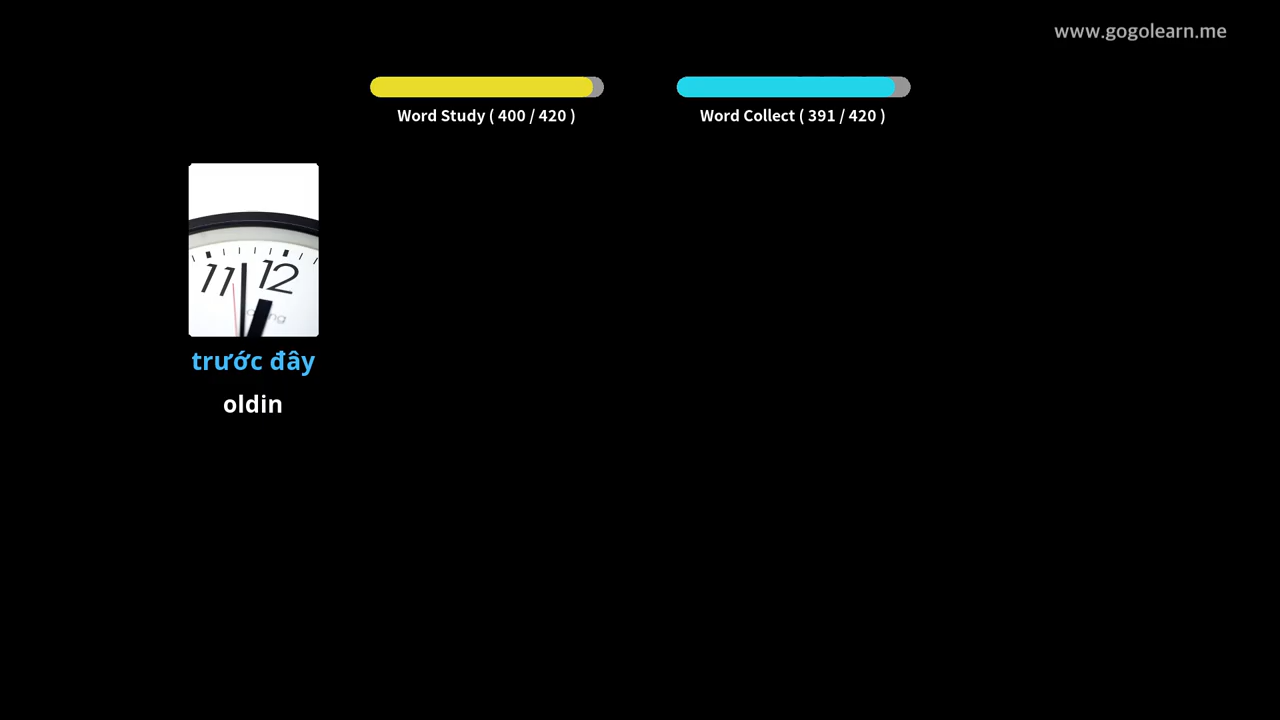 www.gogolearn.me
Word Study ( 400 / 420 )
Word Collect ( 391 / 420 )
11 12
trước đây
oldin